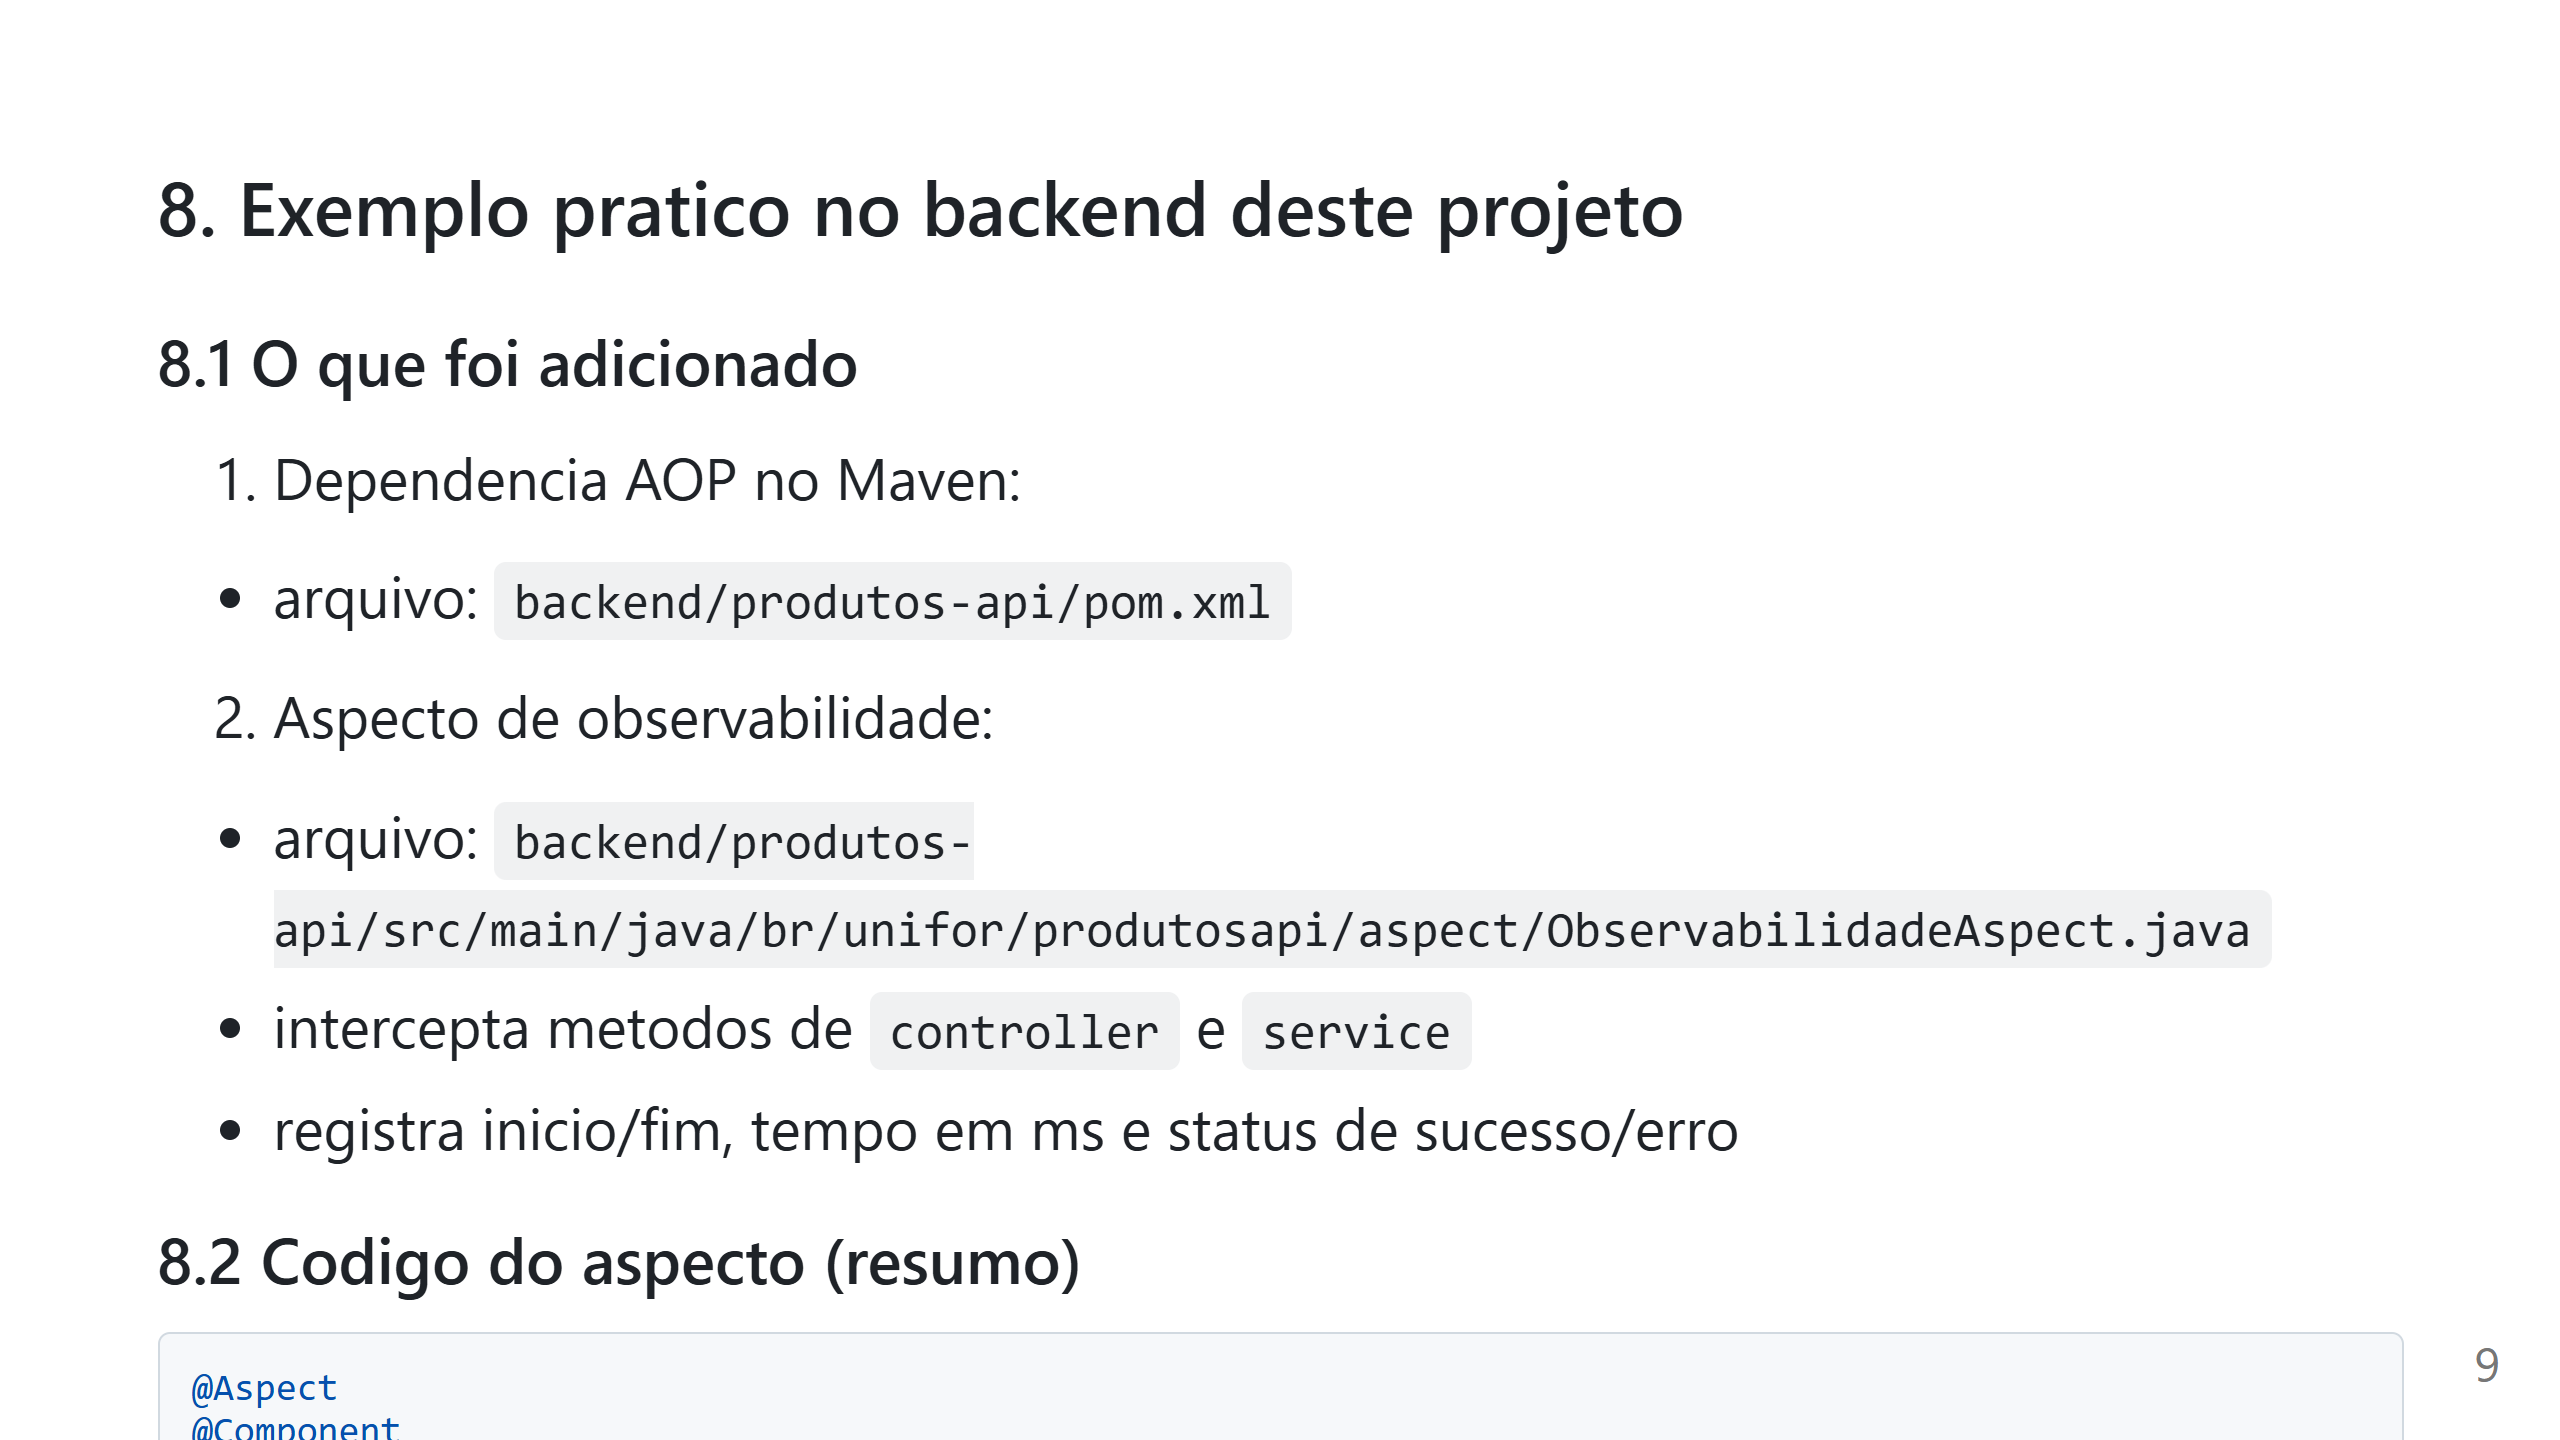 8. Exemplo pratico no backend deste projeto
8.1 O que foi adicionado
1. Dependencia AOP no Maven:
• arquivo: backend/produtos-api/pom.xml
2. Aspecto de observabilidade:
• arquivo: backend/produtos-
api/src/main/java/br/unifor/produtosapi/aspect/ObservabilidadeAspect.java
• intercepta metodos de controller e service
• registra inicio/fim, tempo em ms e status de sucesso/erro
8.2 Codigo do aspecto (resumo)
@Aspect
@Component
9